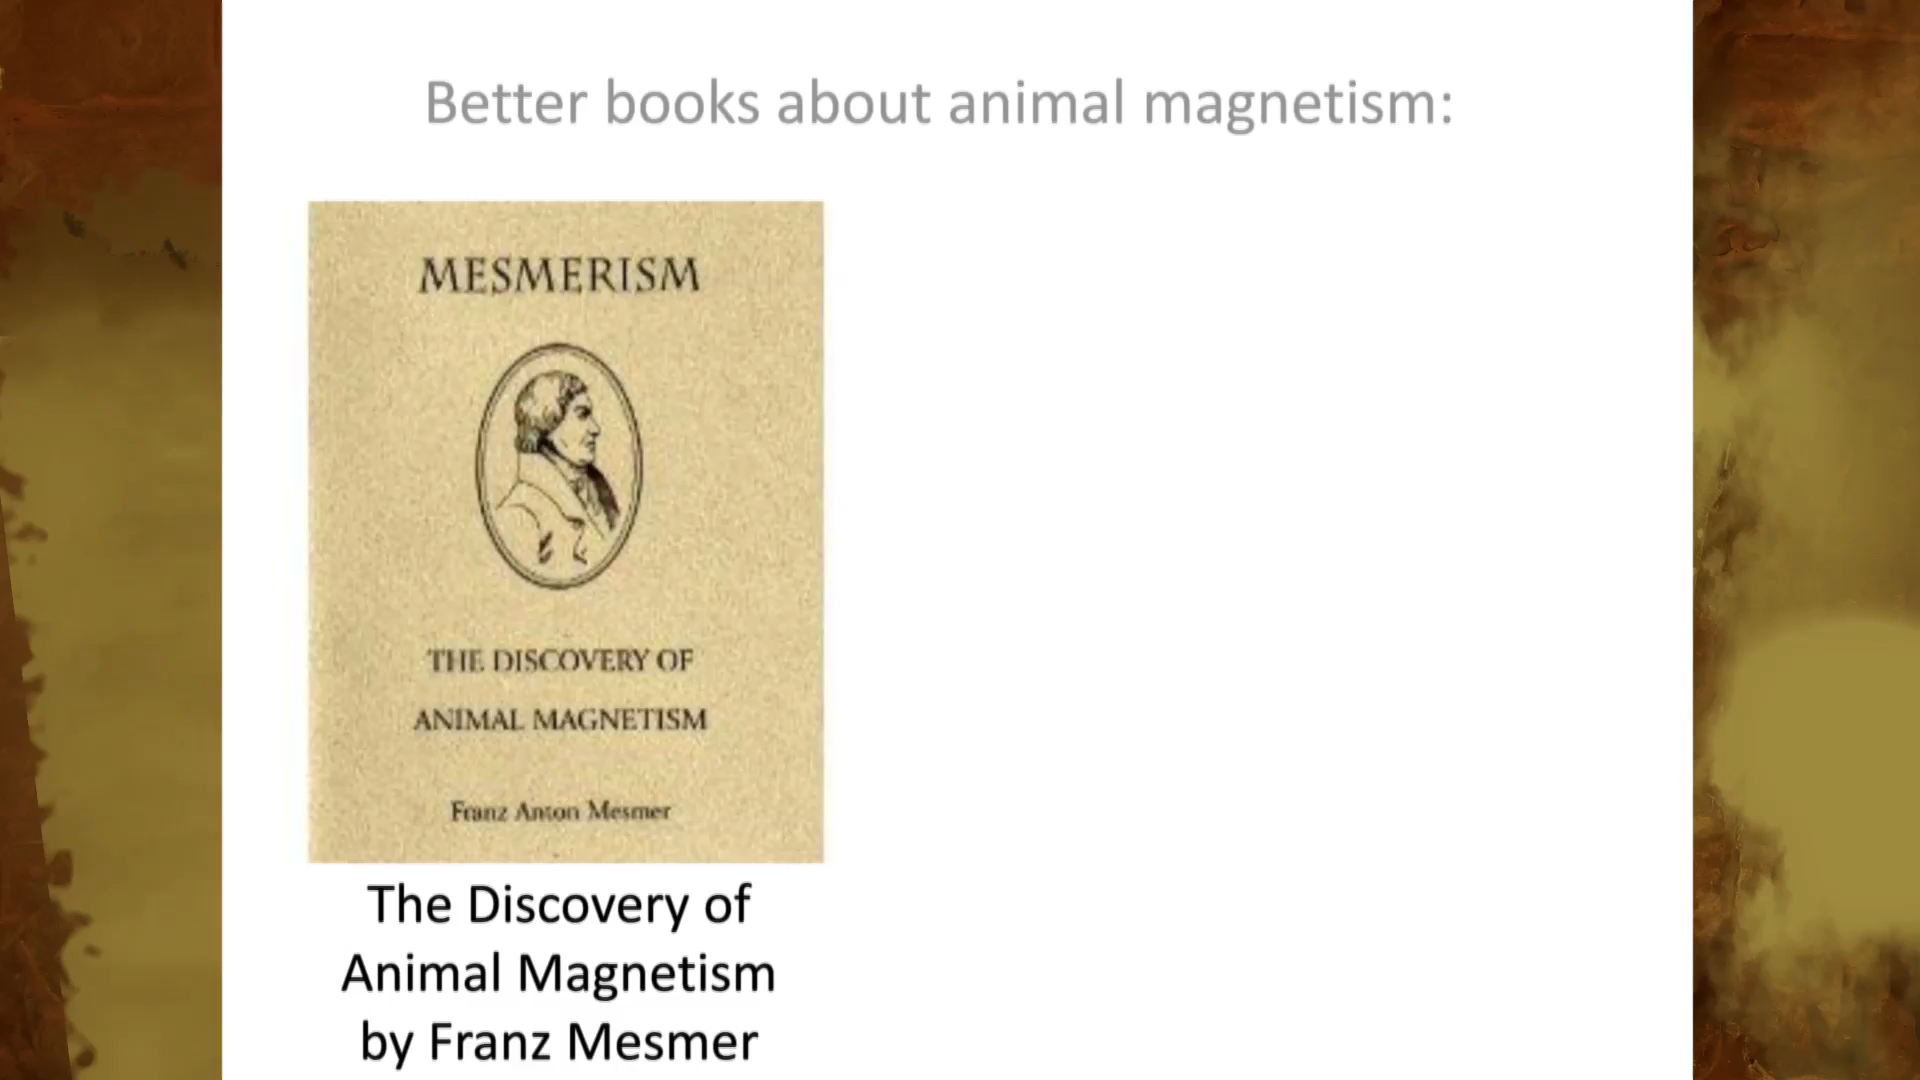 Better books about animal magnetism:
MESMERISM
THE DISCOVERY OF
ANIMAL MAGNETISM
Franz Anton Mesmer
The Discovery of
Animal Magnetism
by Franz Mesmer